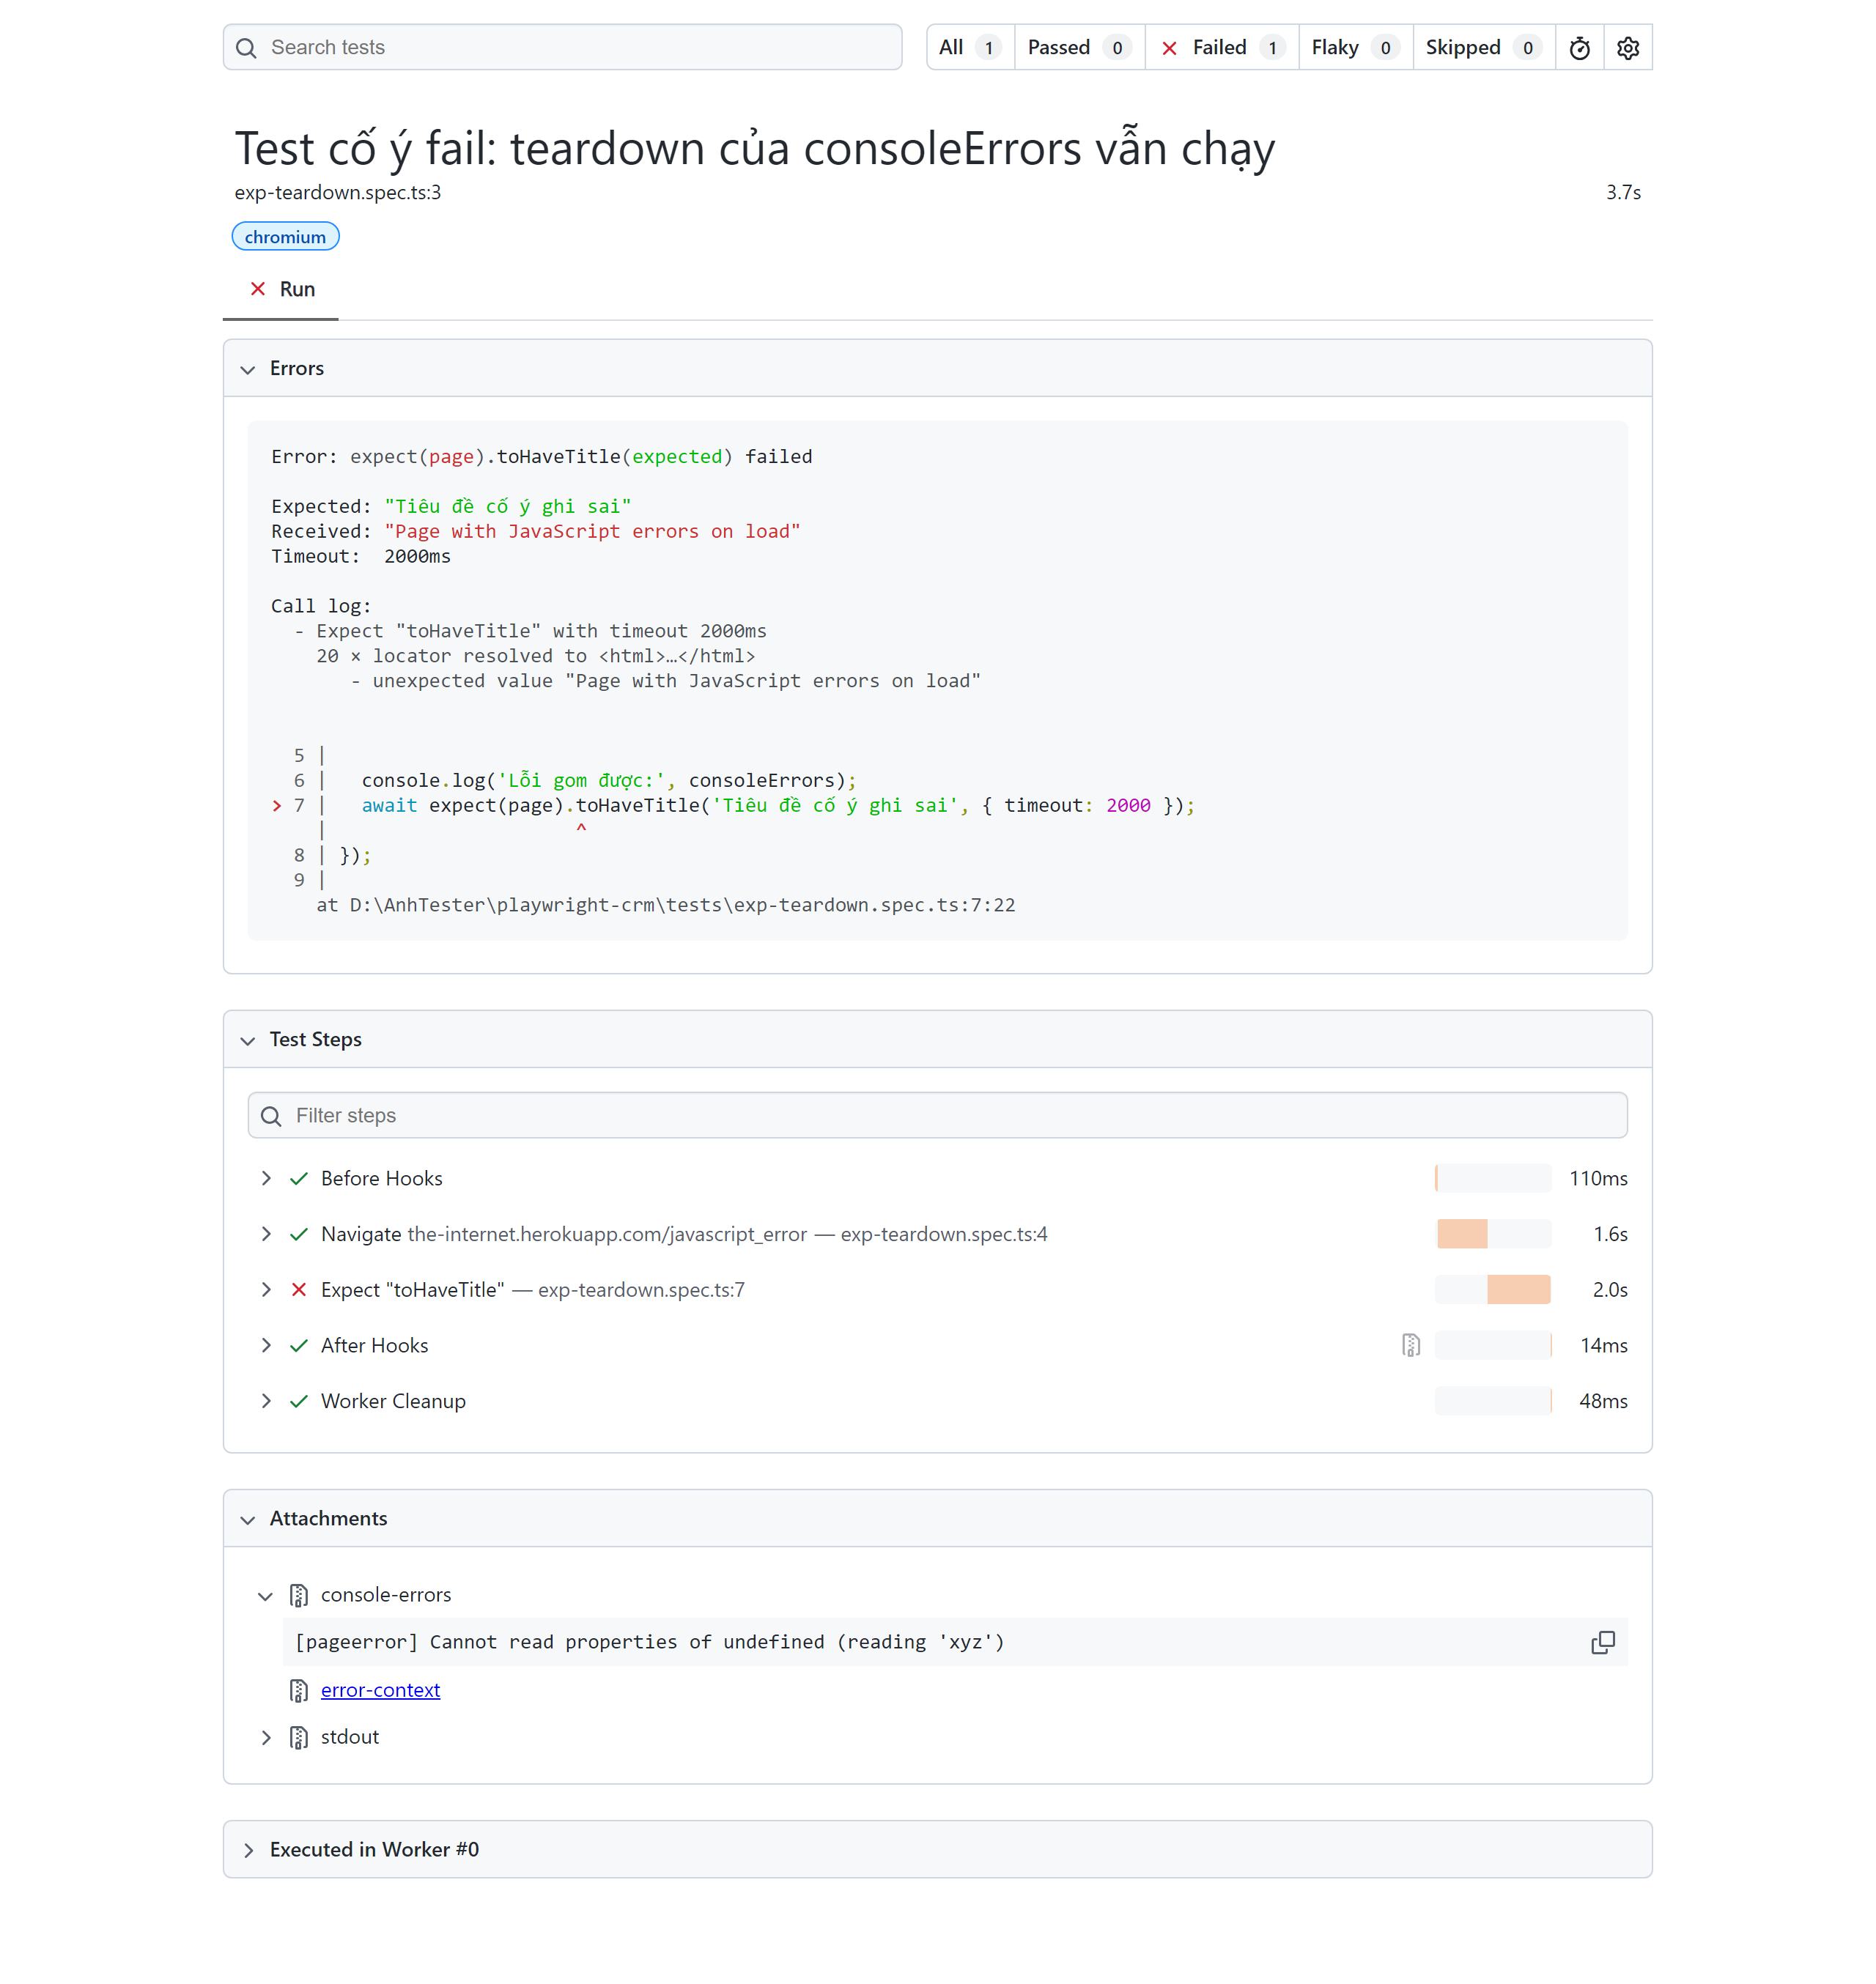 Search tests
All 1 Passed 0 Failed 1 Flaky 0 Skipped 0
Test cố ý fail: teardown của consoleErrors vẫn chạy
exp-teardown.spec.ts:3 3.7s
chromium
Run
Errors
Error: expect(page).toHaveTitle(expected) failed
Expected: "Tiêu đề cố ý ghi sai"
Received: "Page with JavaScript errors on load"
Timeout:  2000ms
Call log:
  - Expect "toHaveTitle" with timeout 2000ms
    20 × locator resolved to <html>…</html>
       - unexpected value "Page with JavaScript errors on load"
  5 |
  6 |   console.log('Lỗi gom được:', consoleErrors);
> 7 |   await expect(page).toHaveTitle('Tiêu đề cố ý ghi sai', { timeout: 2000 });
    |                      ^
  8 | });
  9 |
    at D:\AnhTester\playwright-crm\tests\exp-teardown.spec.ts:7:22
Test Steps
Filter steps
Before Hooks 110ms
Navigate the-internet.herokuapp.com/javascript_error — exp-teardown.spec.ts:4 1.6s
Expect "toHaveTitle" — exp-teardown.spec.ts:7 2.0s
After Hooks 14ms
Worker Cleanup 48ms
Attachments
console-errors
[pageerror] Cannot read properties of undefined (reading 'xyz')
error-context
stdout
Executed in Worker #0